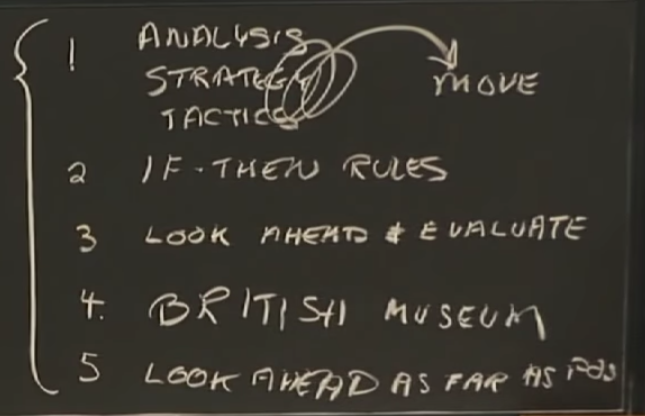 1 ANALYSIS
STRATEGY MOVE
TACTICS
2 IF-THEN RULES
3 LOOK AHEAD & EVALUATE
4. BRITISH MUSEUM
5 LOOK AHEAD AS FAR AS POS